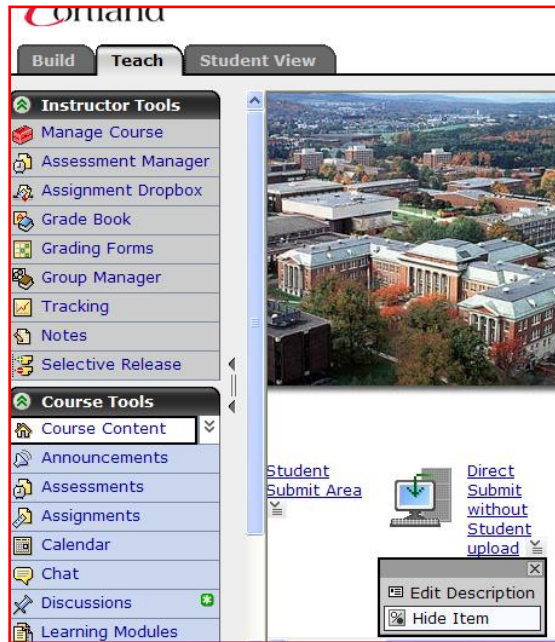 Cortland
Build Teach Student View
Instructor Tools
Manage Course
Assessment Manager
Assignment Dropbox
Grade Book
Grading Forms
Group Manager
Tracking
Notes
Selective Release
Course Tools
Course Content
Announcements
Assessments
Assignments
Calendar
Chat
Discussions
Learning Modules
Student
Submit Area
Direct
Submit
without
Student
upload
Edit Description
Hide Item